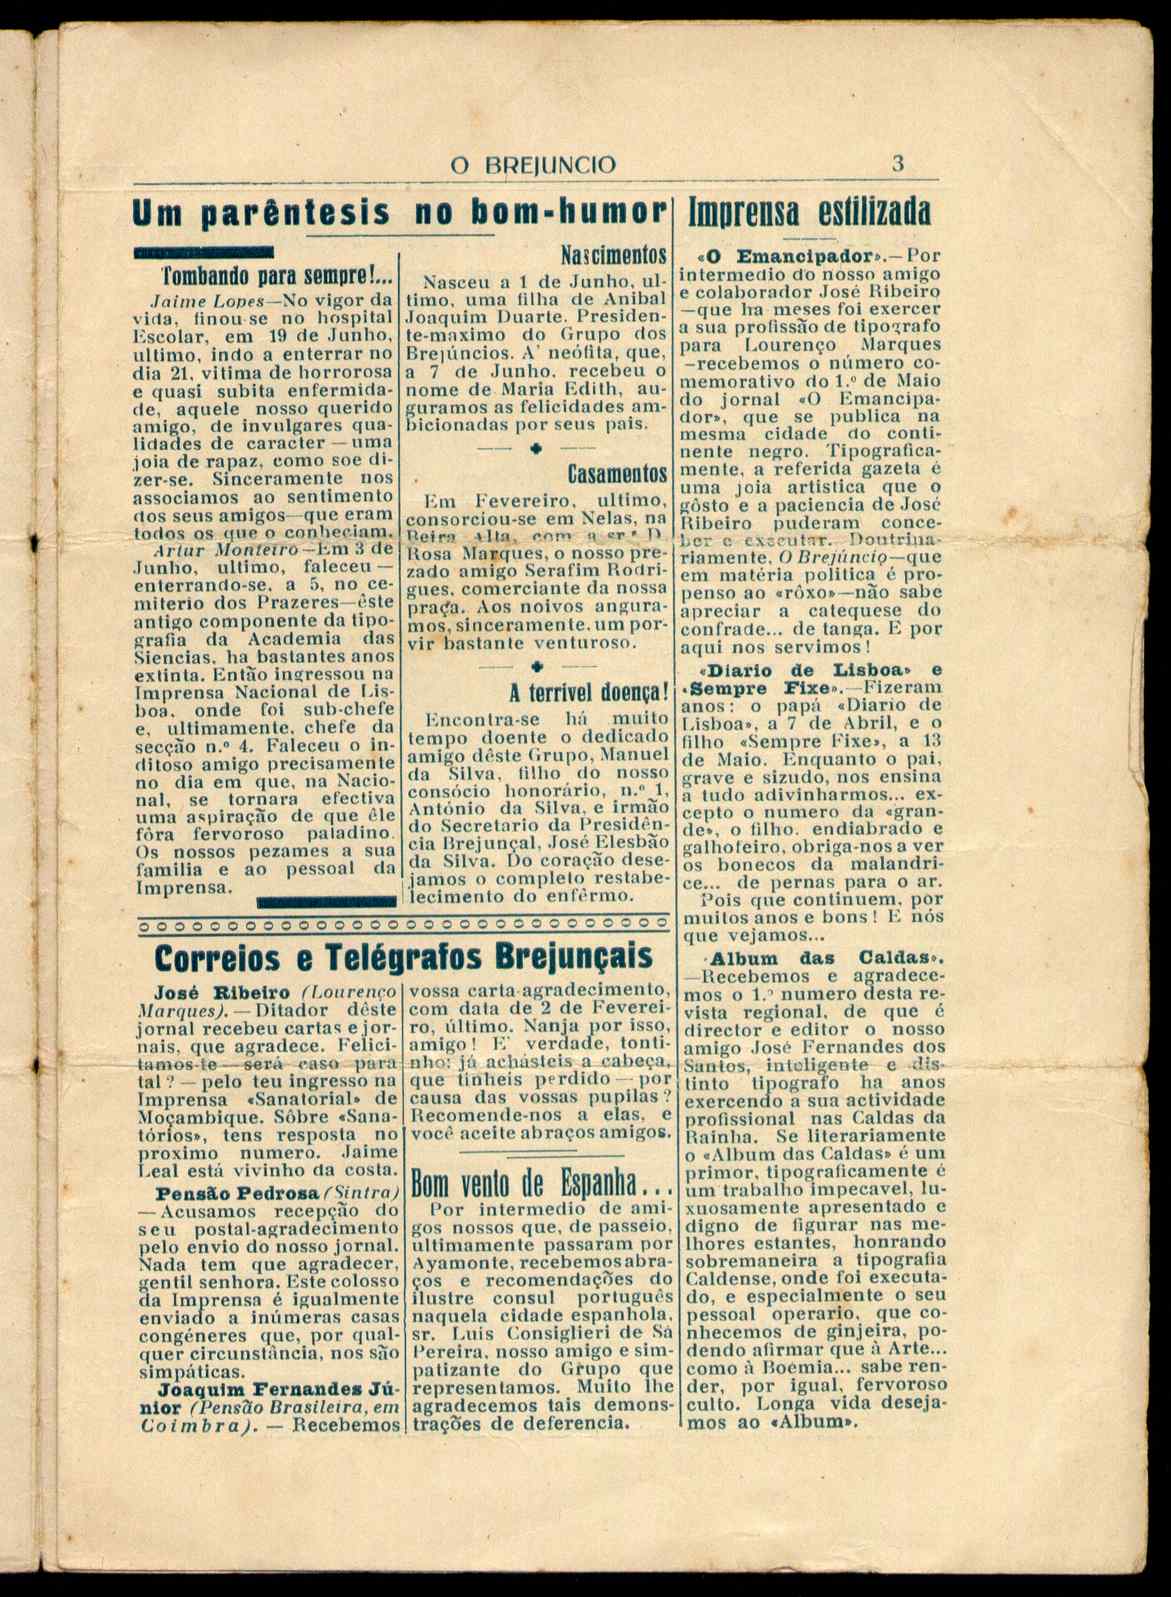 O BREJUNCIO
3
Um parêntesis no bom-humor
Tombando para sempre!...
Jaime Lopes—No vigor da
vida, finou-se no hospital
Escolar, em 19 de Junho,
ultimo, indo a enterrar no
dia 21, vitima de horrorosa
e quasi subita enfermida-
de, aquele nosso querido
amigo, de invulgares qua-
lidades de caracter—uma
joia de rapaz, como soe di-
zer-se. Sinceramente nos
associamos ao sentimento
dos seus amigos—que eram
todos os que o conheciam.
Artur Monteiro—Em 3 de
Junho, ultimo, faleceu—
enterrando-se, a 5, no ce-
miterio dos Prazeres—êste
antigo componente da tipo-
grafia da Academia das
Siencias, ha bastantes anos
extinta. Então ingressou na
Imprensa Nacional de Lis-
boa, onde foi sub-chefe
e, ultimamente, chefe da
secção n.º 4. Faleceu o in-
ditoso amigo precisamente
no dia em que, na Nacio-
nal, se tornara efectiva
uma aspiração de que êle
fôra fervoroso paladino.
Os nossos pezames a sua
familia e ao pessoal da
Imprensa.
Nascimentos
Nasceu a 1 de Junho, ul-
timo, uma filha de Anibal
Joaquim Duarte. Presiden-
te-maximo do Grupo dos
Brejúncios. A' neófita, que,
a 7 de Junho, recebeu o
nome de Maria Edith, au-
guramos as felicidades am-
bicionadas por seus pais.
Casamentos
Em Fevereiro, ultimo,
consorciou-se em Nelas, na
Beira Alta, com a sr.ª D.
Rosa Marques, o nosso pre-
zado amigo Serafim Rodri-
gues, comerciante da nossa
praça. Aos noivos angura-
mos, sinceramente, um por-
vir bastante venturoso.
A terrivel doença!
Encontra-se há muito
tempo doente o dedicado
amigo dêste Grupo, Manuel
da Silva, filho do nosso
consócio honorário, n.º 1,
António da Silva, e irmão
do Secretario da Presidên-
cia Brejunçal, José Elesbão
da Silva. Do coração dese-
jamos o completo restabe-
lecimento do enfêrmo.
Correios e Telégrafos Brejunçais
José Ribeiro (Lourenço
Marques).—Ditador dêste
jornal recebeu cartas e jor-
nais, que agradece. Felici-
tamos-te—será caso para
tal?—pelo teu ingresso na
Imprensa «Sanatorial» de
Moçambique. Sôbre «Sana-
tórios», tens resposta no
proximo numero. Jaime
Leal está vivinho da costa.
Pensão Pedrosa (Sintra)
—Acusamos recepção do
seu postal-agradecimento
pelo envio do nosso jornal.
Nada tem que agradecer,
gentil senhora. Este colosso
da Imprensa é igualmente
enviado a inúmeras casas
congéneres que, por qual-
quer circunstância, nos são
simpáticas.
Joaquim Fernandes Jú-
nior (Pensão Brasileira, em
Coimbra).—Recebemos
vossa carta agradecimento,
com data de 2 de Feverei-
ro, último. Nanja por isso,
amigo! E' verdade, tonti-
nho: já achásteis a cabeça,
que tinheis perdido—por
causa das vossas pupilas?
Recomende-nos a elas, e
você aceite abraços amigos.
Bom vento de Espanha...
Por intermedio de ami-
gos nossos que, de passeio,
ultimamente passaram por
Ayamonte, recebemos abra-
ços e recomendações do
ilustre consul português
naquela cidade espanhola,
sr. Luís Consiglieri de Sá
Pereira, nosso amigo e sim-
patizante do Grupo que
representamos. Muito lhe
agradecemos tais demons-
trações de deferencia.
Imprensa estilizada
«O Emancipador».—Por
intermedio do nosso amigo
e colaborador José Ribeiro
—que ha meses foi exercer
a sua profissão de tipografo
para Lourenço Marques
—recebemos o número co-
memorativo do 1.º de Maio
do jornal «O Emancipa-
dor», que se publica na
mesma cidade do conti-
nente negro. Tipografica-
mente, a referida gazeta é
uma joia artistica que o
gôsto e a paciencia de José
Ribeiro puderam conce-
ber e executar. Doutrina-
riamente, O Brejúncio—que
em matéria politica é pro-
penso ao «rôxo»—não sabe
apreciar a catequese do
confrade... de tanga. E por
aqui nos servimos!
«Diario de Lisboa» e
«Sempre Fixe».—Fizeram
anos: o papá «Diario de
Lisboa», a 7 de Abril, e o
filho «Sempre Fixe», a 13
de Maio. Enquanto o pai,
grave e sizudo, nos ensina
a tudo adivinharmos... ex-
cepto o numero da «gran-
de», o filho, endiabrado e
galhofeiro, obriga-nos a ver
os bonecos da malandri-
ce... de pernas para o ar.
Pois que continuem, por
muitos anos e bons! E nós
que vejamos...
«Album das Caldas».
—Recebemos e agradece-
mos o 1.º numero desta re-
vista regional, de que é
director e editor o nosso
amigo José Fernandes dos
Santos, inteligente e dis-
tinto tipografo ha anos
exercendo a sua actividade
profissional nas Caldas da
Rainha. Se literariamente
o «Album das Caldas» é um
primor, tipograficamente é
um trabalho impecavel, lu-
xuosamente apresentado e
digno de figurar nas me-
lhores estantes, honrando
sobremaneira a tipografia
Caldense, onde foi executa-
do, e especialmente o seu
pessoal operario, que co-
nhecemos de ginjeira, po-
dendo afirmar que à Arte...
como à Boémia... sabe ren-
der, por igual, fervoroso
culto. Longa vida deseja-
mos ao «Album».